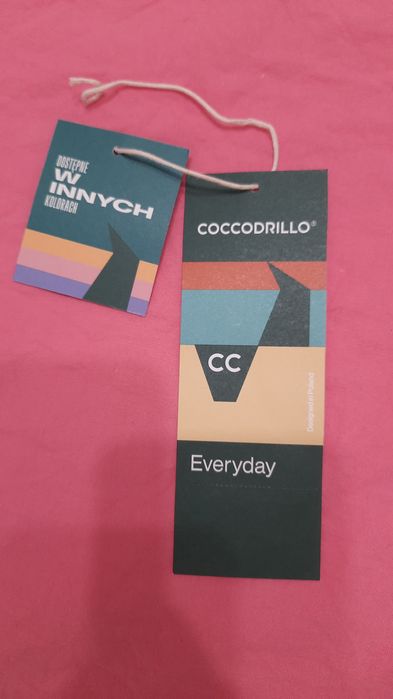 DOSTĘPNE
W
INNYCH
KOLORACH
COCCODRILLO®
CC
Designed in Poland
Everyday